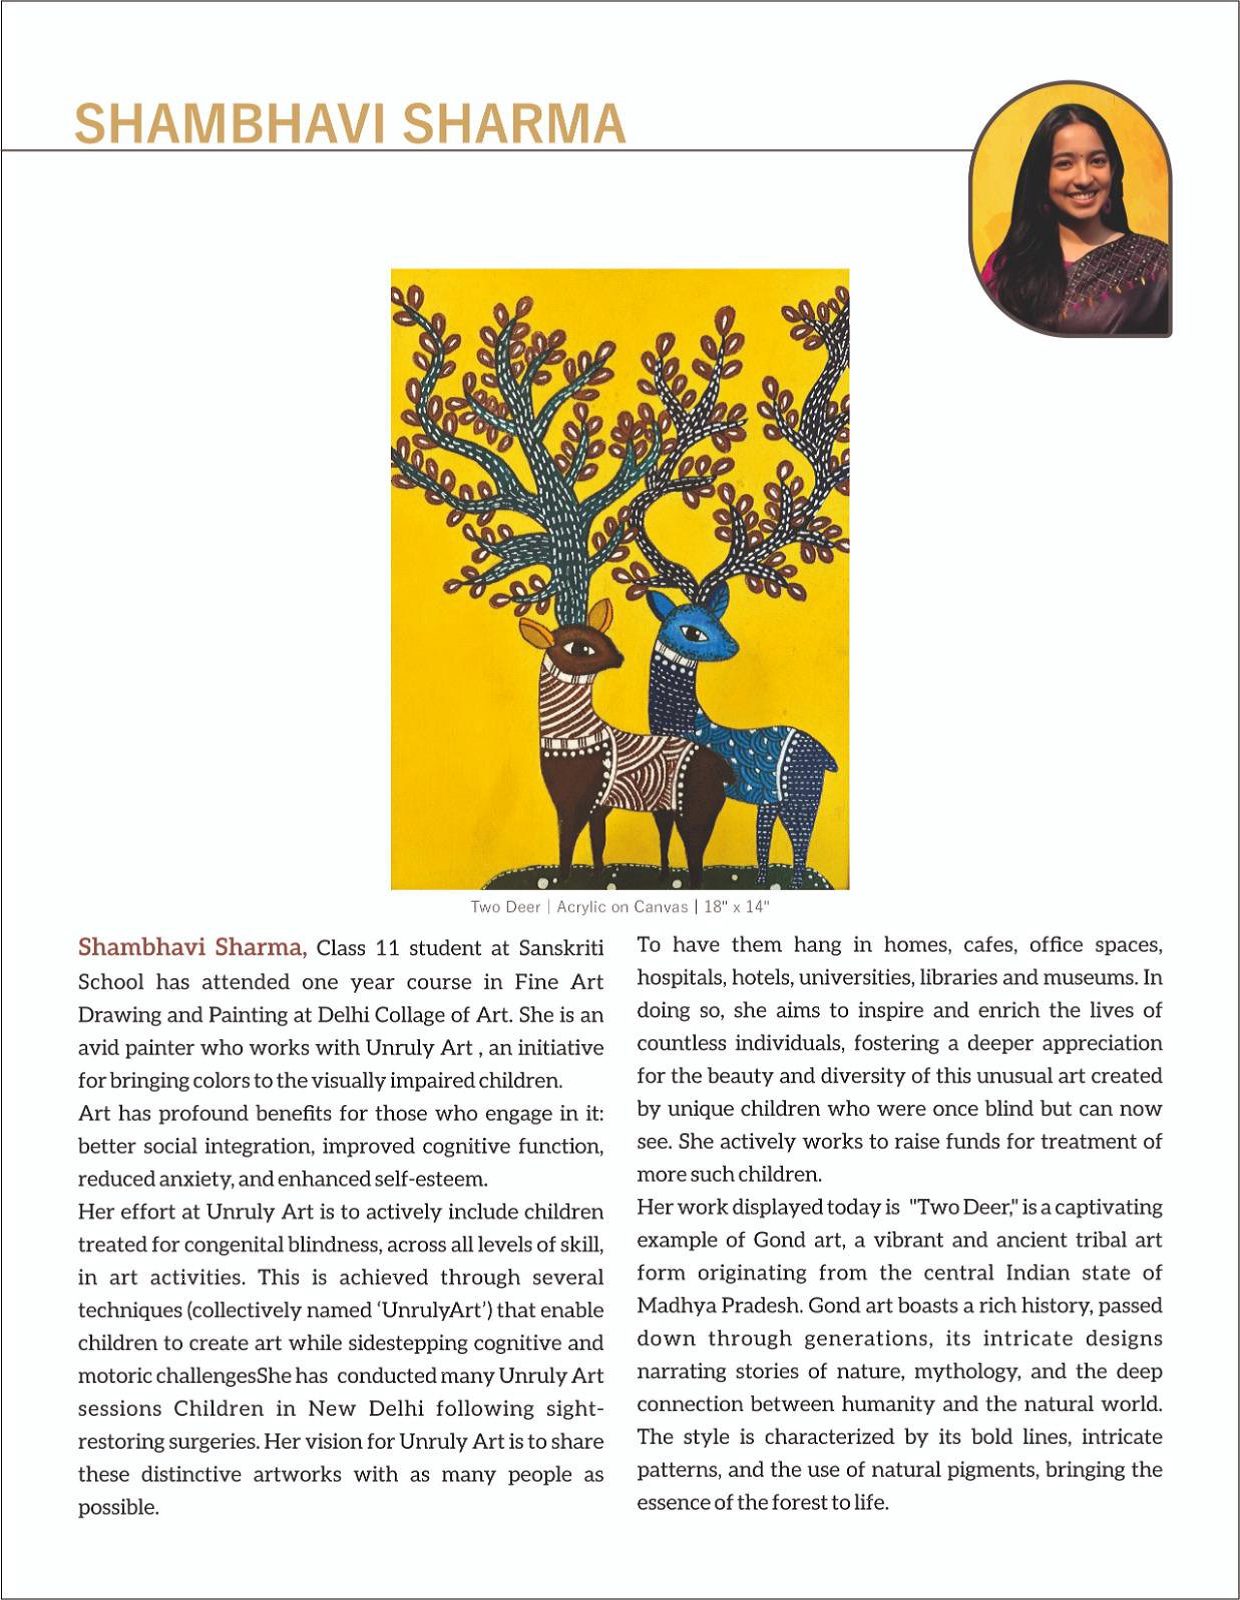 SHAMBHAVI SHARMA
Two Deer | Acrylic on Canvas | 18" x 14"
Shambhavi Sharma, Class 11 student at Sanskriti
School has attended one year course in Fine Art
Drawing and Painting at Delhi Collage of Art. She is an
avid painter who works with Unruly Art , an initiative
for bringing colors to the visually impaired children.
Art has profound benefits for those who engage in it:
better social integration, improved cognitive function,
reduced anxiety, and enhanced self-esteem.
Her effort at Unruly Art is to actively include children
treated for congenital blindness, across all levels of skill,
in art activities. This is achieved through several
techniques (collectively named ‘UnrulyArt’) that enable
children to create art while sidestepping cognitive and
motoric challengesShe has conducted many Unruly Art
sessions Children in New Delhi following sight-
restoring surgeries. Her vision for Unruly Art is to share
these distinctive artworks with as many people as
possible.
To have them hang in homes, cafes, office spaces,
hospitals, hotels, universities, libraries and museums. In
doing so, she aims to inspire and enrich the lives of
countless individuals, fostering a deeper appreciation
for the beauty and diversity of this unusual art created
by unique children who were once blind but can now
see. She actively works to raise funds for treatment of
more such children.
Her work displayed today is "Two Deer," is a captivating
example of Gond art, a vibrant and ancient tribal art
form originating from the central Indian state of
Madhya Pradesh. Gond art boasts a rich history, passed
down through generations, its intricate designs
narrating stories of nature, mythology, and the deep
connection between humanity and the natural world.
The style is characterized by its bold lines, intricate
patterns, and the use of natural pigments, bringing the
essence of the forest to life.